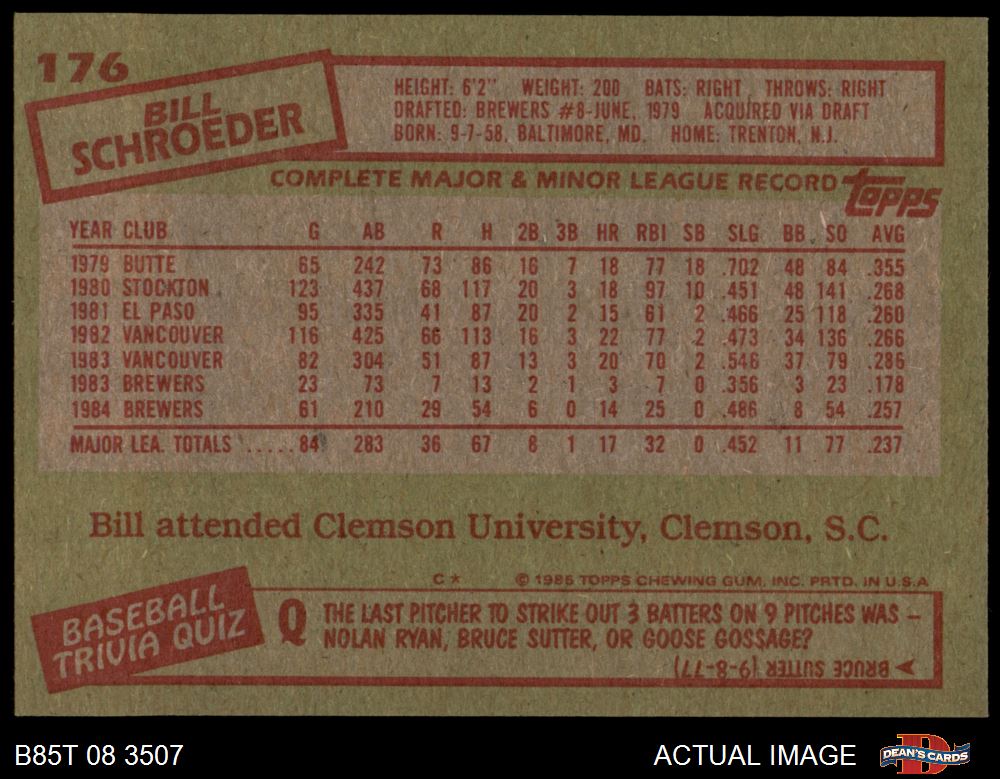 176
BILL
SCHROEDER
HEIGHT: 6'2" WEIGHT: 200 BATS: RIGHT THROWS: RIGHT
DRAFTED: BREWERS #8-JUNE, 1979 ACQUIRED VIA DRAFT
BORN: 9-7-58, BALTIMORE, MD. HOME: TRENTON, N.J.
COMPLETE MAJOR & MINOR LEAGUE RECORD topps
YEAR CLUB G AB R H 2B 3B HR RBI SB SLG BB SO AVG
1979 BUTTE 65 242 73 86 16 7 18 77 18 .702 48 84 .355
1980 STOCKTON 123 437 68 117 20 3 18 97 10 .451 48 141 .268
1981 EL PASO 95 335 41 87 20 2 15 61 2 .466 25 118 .260
1982 VANCOUVER 116 425 66 113 16 3 22 77 2 .473 34 136 .266
1983 VANCOUVER 82 304 51 87 13 3 20 70 2 .546 37 79 .286
1983 BREWERS 23 73 7 13 2 1 3 7 0 .356 3 23 .178
1984 BREWERS 61 210 29 54 6 0 14 25 0 .486 8 54 .257
MAJOR LEA. TOTALS ..... 84 283 36 67 8 1 17 32 0 .452 11 77 .237
Bill attended Clemson University, Clemson, S.C.
C* © 1985 TOPPS CHEWING GUM, INC. PRTD. IN U.S.A
BASEBALL
TRIVIA QUIZ
Q THE LAST PITCHER TO STRIKE OUT 3 BATTERS ON 9 PITCHES WAS –
NOLAN RYAN, BRUCE SUTTER, OR GOOSE GOSSAGE?
BRUCE SUTTER (9-8-77)
B85T 08 3507
ACTUAL IMAGE
DEAN'S CARDS